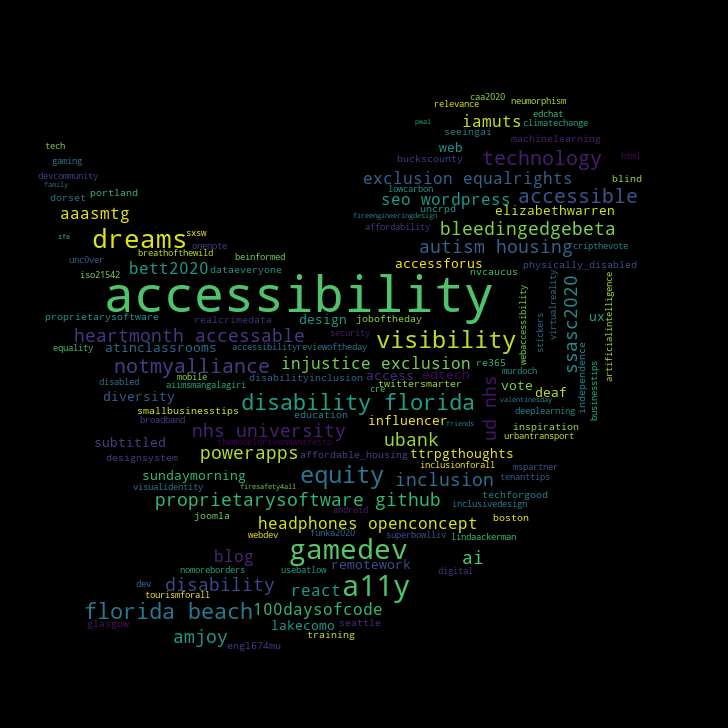 caa2020
relevance
neumorphism
edchat
pwai
iamuts
climatechange
seeingai
tech
web
machinelearning
gaming
buckscounty
technology
html
devcommunity
exclusion equalrights
blind
family
lowcarbon
portland
dorset
seo wordpress
accessible
aaasmtg
uncrpd
elizabethwarren
fireengineeringdesign
affordability
bleedingedgebeta
sfe
dreams
sxsw
onenote
autism housing
cripthevote
breathofthewild
unc0ver
beinformed
accessforus
physically_disabled
iso21542
bett2020
dataeveryone
nvcaucus
accessibility
webaccessibility
stickers
virtualreality
ssasc2020
artificialintelligence
proprietarysoftware
realcrimedata
design
joboftheday
ux
heartmonth accessable
security
visibility
equality
atinclassrooms
accessibilityreviewoftheday
notmyalliance
injustice exclusion
re365
independence
businesstips
disabled
mobile
aiimsmangalagiri
disabilityinclusion
access
edtech
murdoch
twittersmarter
cre
vote
deaf
diversity
disability florida
ud nhs
valentinesday
smallbusinesstips
education
deeplearning
broadband
influencer
friends
inspiration
nhs university
ubank
urbantransport
subtitled
themodeldrivenmanifesto
powerapps
affordable_housing
ttrpgthoughts
designsystem
inclusionforall
mspartner
sundaymorning
equity
inclusion
tenanttips
visualidentity
firesafety4all
techforgood
proprietarysoftware github
inclusivedesign
joomla
android
boston
headphones openconcept
webdev
funka2020
superbowlliv
lindaackerman
gamedev
blog
ai
nomoreborders
usebatlow
remotework
digital
dev
disability
react
a11y
tourismforall
florida beach
100daysofcode
glasgow
lakecomo
seattle
amjoy
training
engl674mu